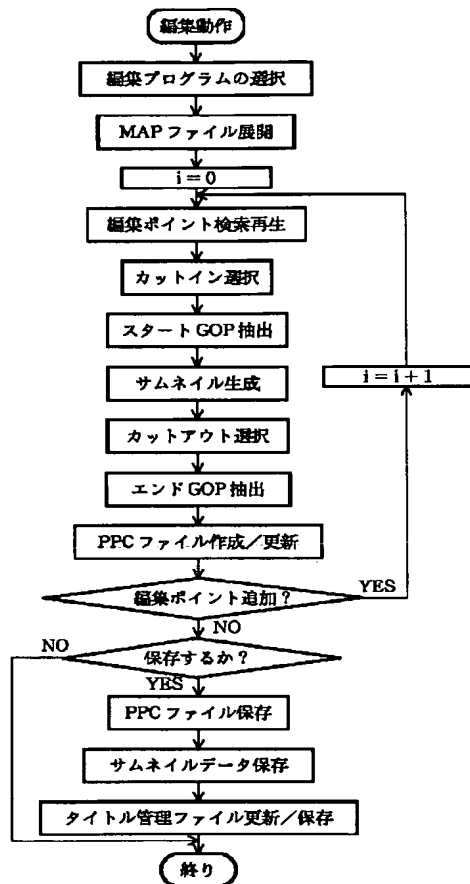 編集動作
編集プログラムの選択
MAPファイル展開
i=0
編集ポイント検索再生
カットイン選択
スタートGOP抽出
サムネイル生成
i=i+1
カットアウト選択
エンドGOP抽出
PPCファイル作成/更新
編集ポイント追加?
YES
NO
保存するか?
NO
YES
PPCファイル保存
サムネイルデータ保存
タイトル管理ファイル更新/保存
終り